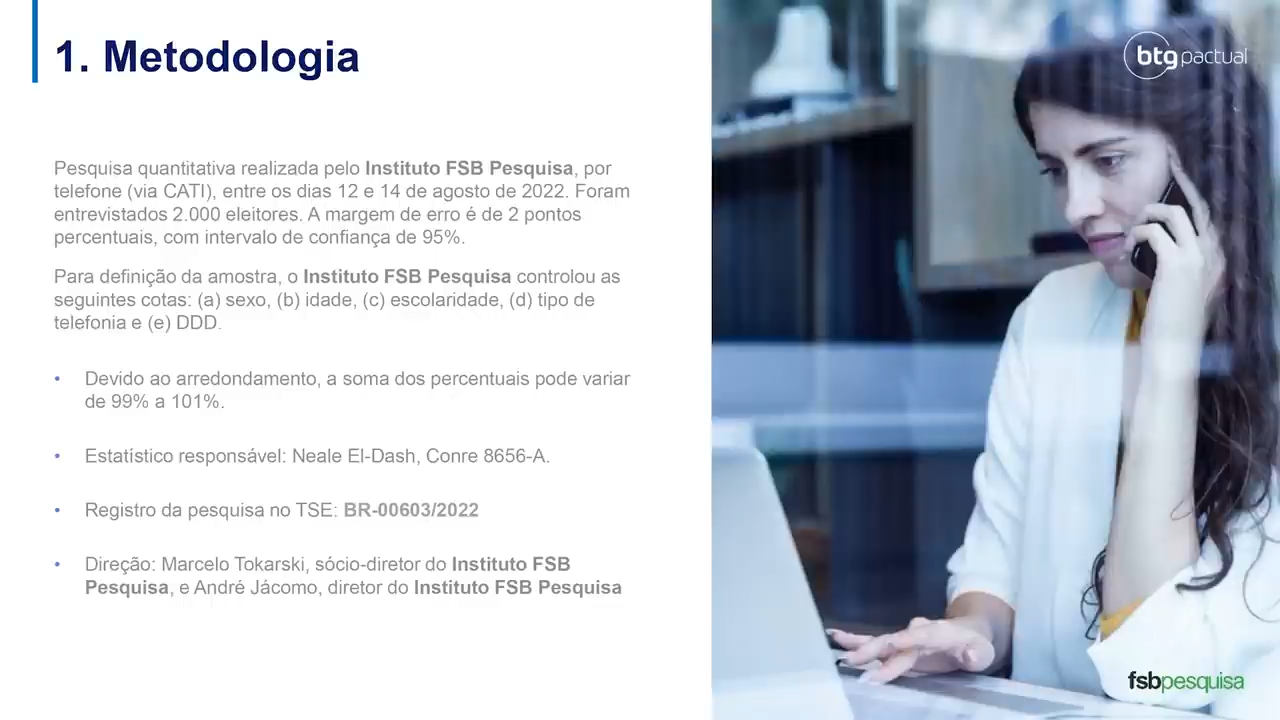 1. Metodologia
btgpactual
Pesquisa quantitativa realizada pelo Instituto FSB Pesquisa, por
telefone (via CATI), entre os dias 12 e 14 de agosto de 2022. Foram
entrevistados 2.000 eleitores. A margem de erro é de 2 pontos
percentuais, com intervalo de confiança de 95%.
Para definição da amostra, o Instituto FSB Pesquisa controlou as
seguintes cotas: (a) sexo, (b) idade, (c) escolaridade, (d) tipo de
telefonia e (e) DDD.
• Devido ao arredondamento, a soma dos percentuais pode variar
de 99% a 101%.
• Estatístico responsável: Neale El-Dash, Conre 8656-A.
• Registro da pesquisa no TSE: BR-00603/2022
• Direção: Marcelo Tokarski, sócio-diretor do Instituto FSB
Pesquisa, e André Jácomo, diretor do Instituto FSB Pesquisa
fsbpesquisa